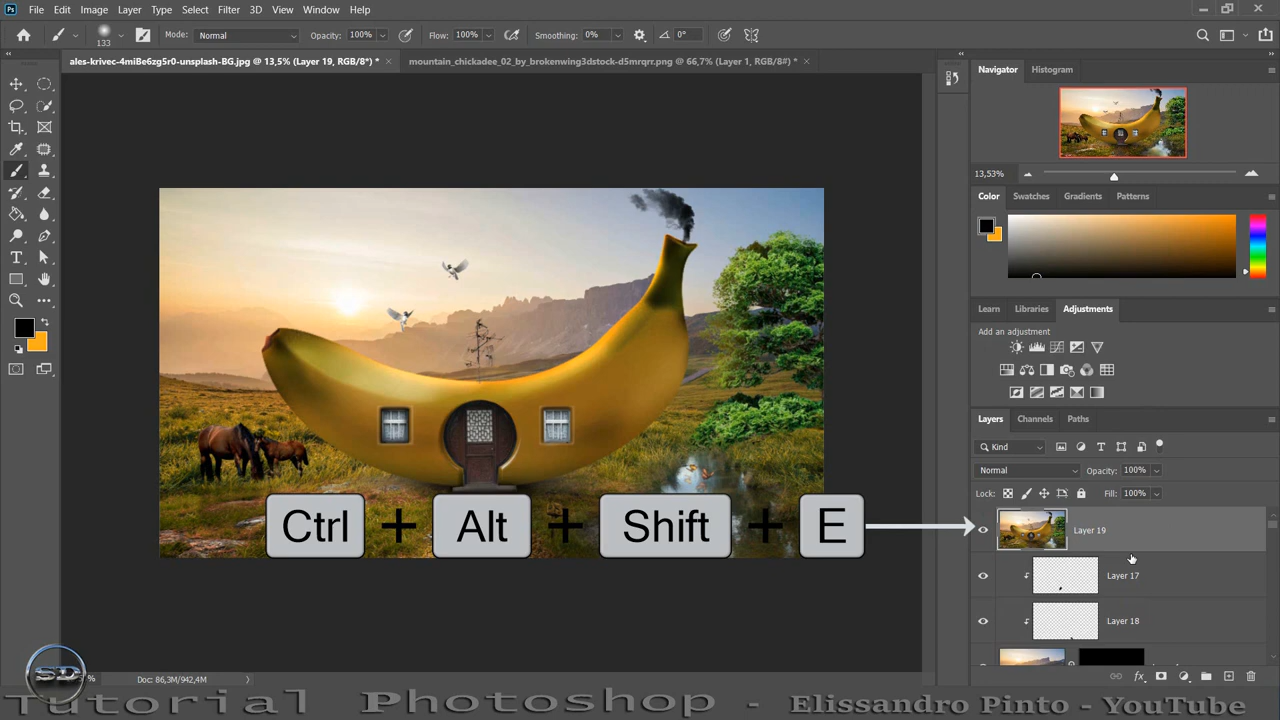 Ps File Edit Image Layer Type Select Filter 3D View Window Help
133 Mode: Normal Opacity: 100% Flow: 100% Smoothing: 0% 0°
ales-krivec-4miBe6zg5r0-unsplash-BG.jpg @ 13,5% (Layer 19, RGB/8*) * ×
mountain_chickadee_02_by_brokenwing3dstock-d5mrqrr.png @ 66,7% (Layer 1, RGB/8#) * ×
Navigator Histogram
13,53%
Color Swatches Gradients Patterns
Learn Libraries Adjustments
Add an adjustment
Layers Channels Paths
Kind
Normal Opacity: 100%
Lock: Fill: 100%
Layer 19
Layer 17
Layer 18
Ctrl + Alt + Shift + E
SD
Doc: 86,3M/942,4M
Tutorial Photoshop - Elissandro Pinto - YouTube